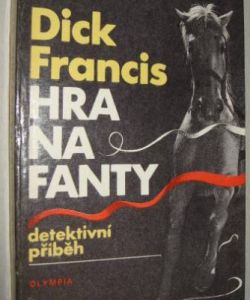 Dick
Francis
HRA
NA
FANTY
detektivní
příběh
OLYMPIA